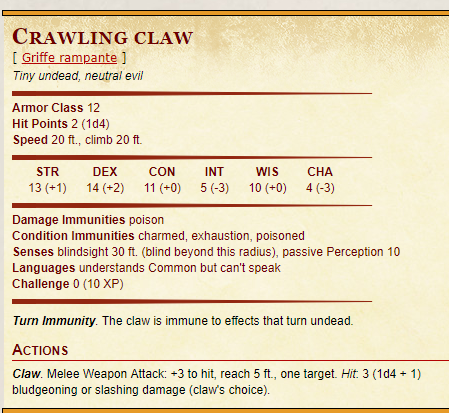 CRAWLING CLAW
[ Griffe rampante ]
Tiny undead, neutral evil
Armor Class 12
Hit Points 2 (1d4)
Speed 20 ft., climb 20 ft.
STR DEX CON INT WIS CHA
13 (+1) 14 (+2) 11 (+0) 5 (-3) 10 (+0) 4 (-3)
Damage Immunities poison
Condition Immunities charmed, exhaustion, poisoned
Senses blindsight 30 ft. (blind beyond this radius), passive Perception 10
Languages understands Common but can't speak
Challenge 0 (10 XP)
Turn Immunity. The claw is immune to effects that turn undead.
ACTIONS
Claw. Melee Weapon Attack: +3 to hit, reach 5 ft., one target. Hit: 3 (1d4 + 1)
bludgeoning or slashing damage (claw's choice).